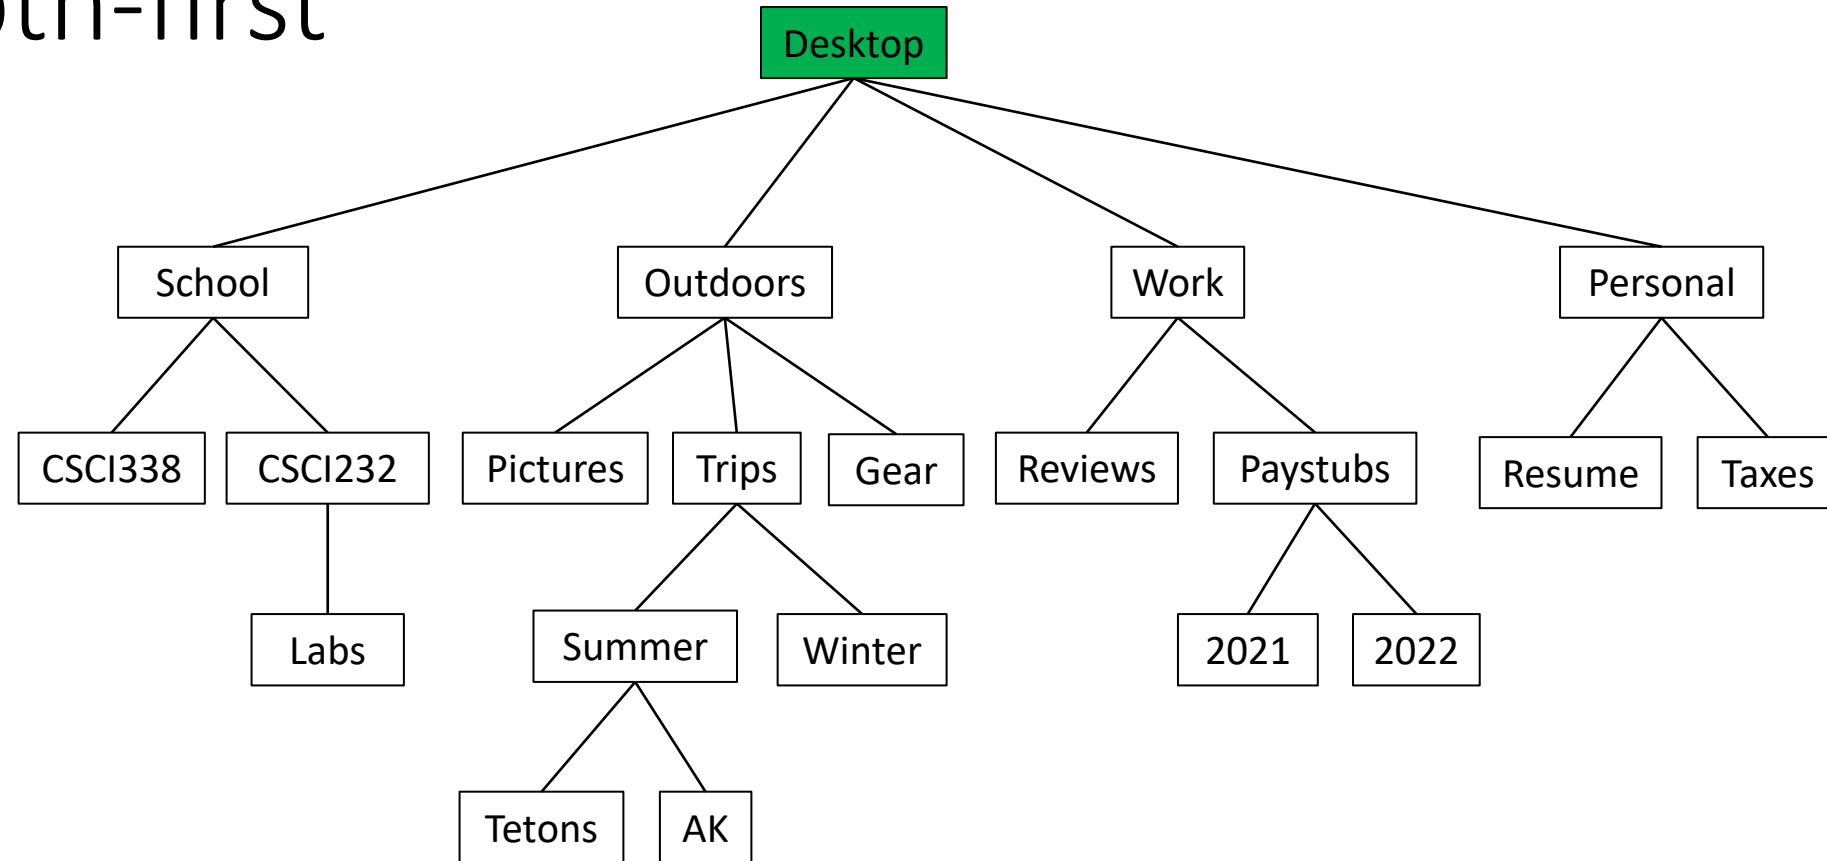 Desktop
School Outdoors Work Personal
CSCI338 CSCI232 Pictures Trips Gear Reviews Paystubs Resume Taxes
Labs Summer Winter 2021 2022
Tetons AK